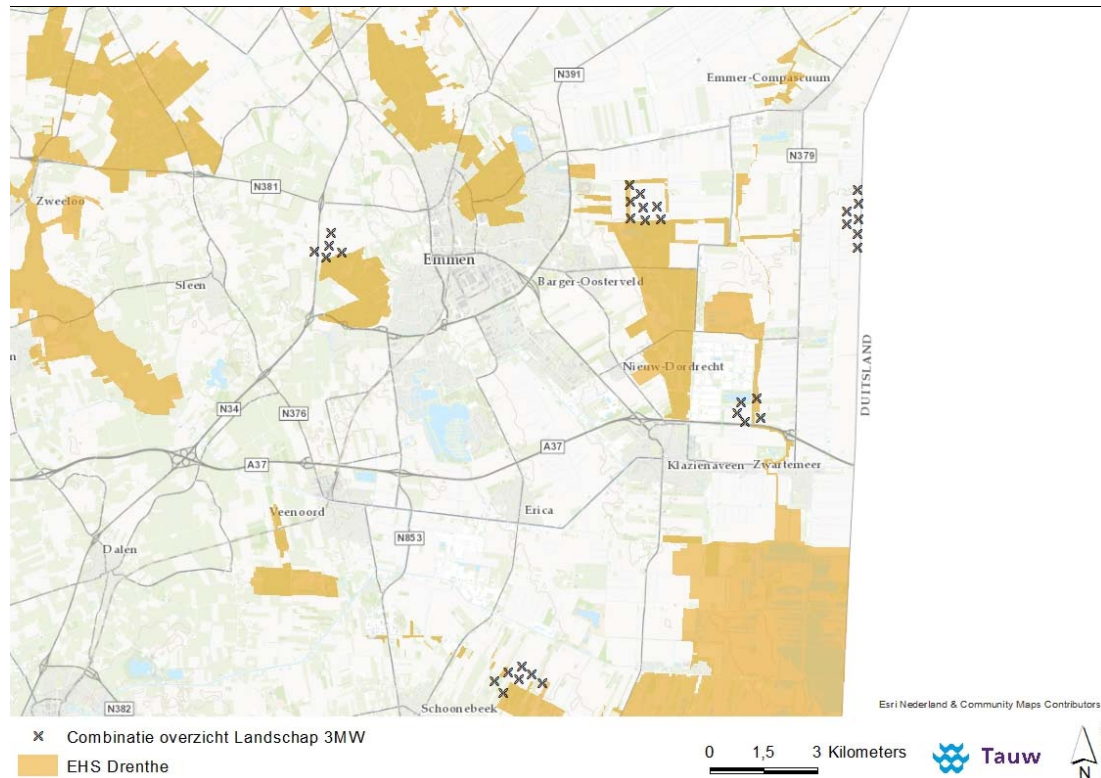 N391
Emmer-Compascuum
N379
N381
Zweeloo
Emmen
Sleen
Barger-Oosterveld
DUITSLAND
Nieuw-Dordrecht
N34
N376
A37
A37
Klazienaveen
Zwartemeer
Veenoord
Erica
N853
Dalen
N382
Schoonebeek
Esri Nederland & Community Maps Contributors
Combinatie overzicht Landschap 3MW
EHS Drenthe
0 1,5 3 Kilometers
Tauw
N